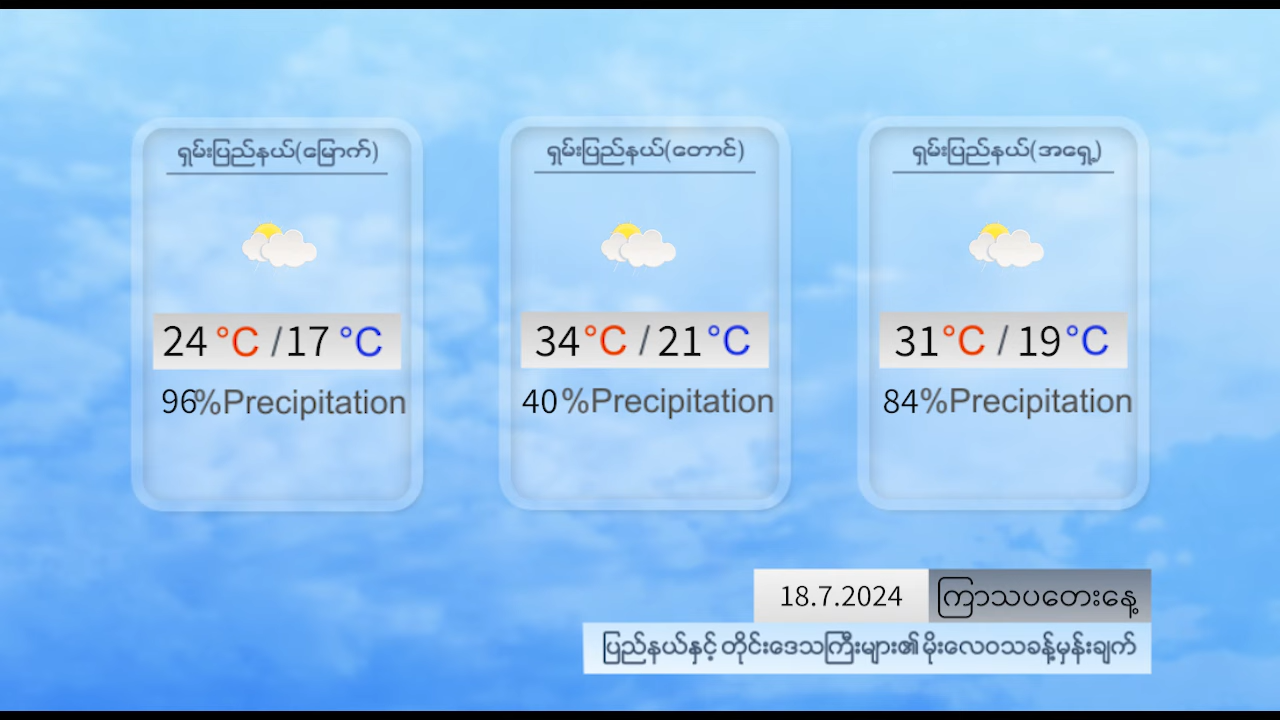 ရှမ်းပြည်နယ်(မြောက်)
24 °C / 17 °C
96%Precipitation
ရှမ်းပြည်နယ်(တောင်)
34°C / 21°C
40 %Precipitation
ရှမ်းပြည်နယ်(အရှေ့)
31°C / 19°C
84%Precipitation
18.7.2024 ကြာသပတေးနေ့
ပြည်နယ်နှင့် တိုင်းဒေသကြီးများ၏ မိုးလေဝသခန့်မှန်းချက်